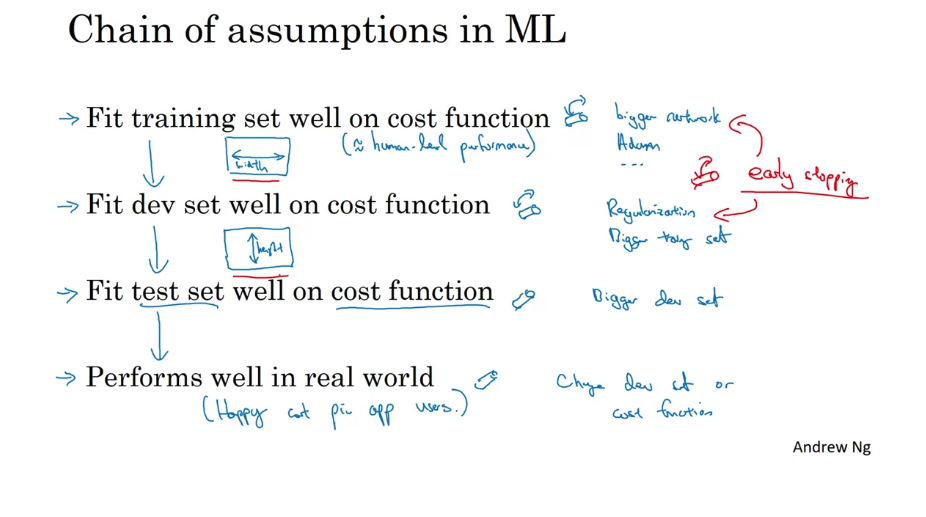 Chain of assumptions in ML
→ Fit training set well on cost function
bigger network
(≈ human-level performance)
Adam
...
width
early stopping
→ Fit dev set well on cost function
Regularization
Bigger trng set
height
→ Fit test set well on cost function
Bigger dev set
→ Performs well in real world
Change dev set or
cost function
(Happy cat pic app users.)
Andrew Ng